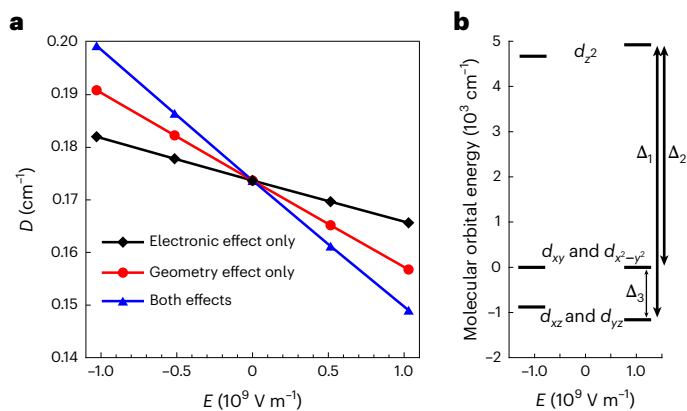 a
0.20
0.19
0.18
0.17
0.16
0.15
0.14
D (cm⁻¹)
Electronic effect only
Geometry effect only
Both effects
−1.0 −0.5 0 0.5 1.0
E (10⁹ V m⁻¹)
b
5
4
3
2
1
0
−1
−2
Molecular orbital energy (10³ cm⁻¹)
d_z²
Δ₁ Δ₂
d_xy and d_x²−y²
Δ₃
d_xz and d_yz
−1.0 0 1.0
E (10⁹ V m⁻¹)